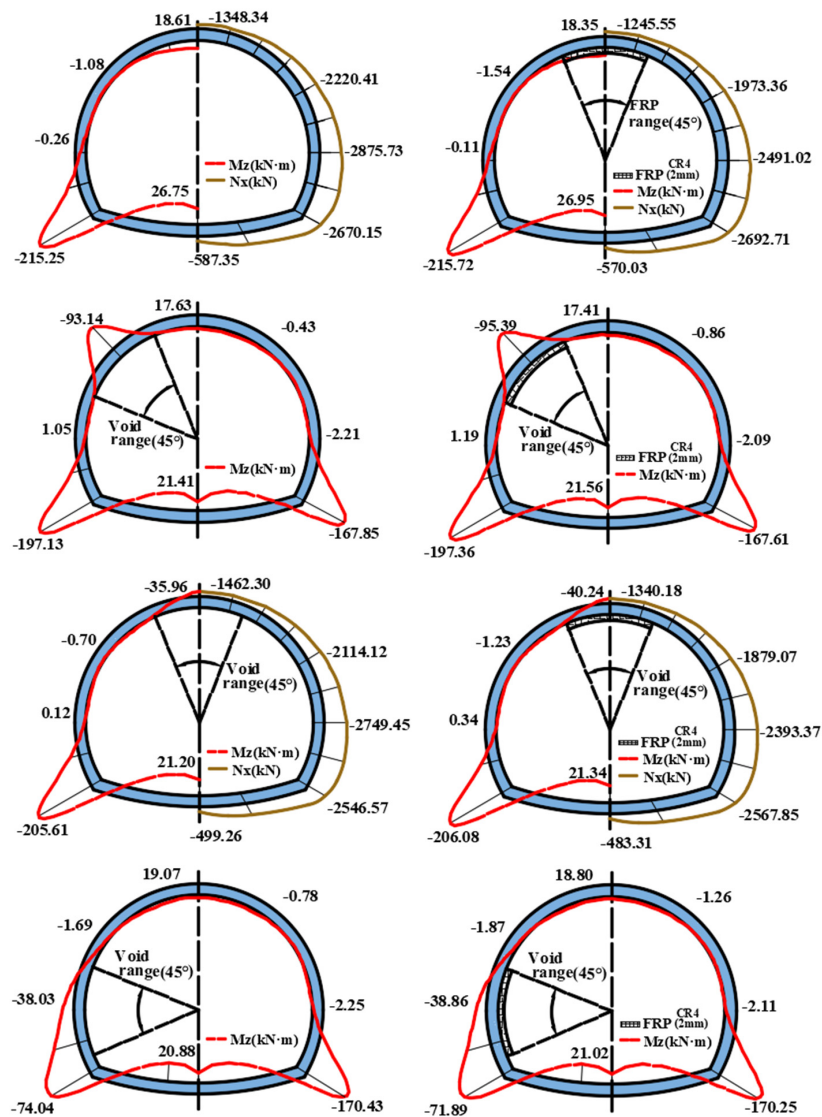 18.61 -1348.34
-1.08
-2220.41
-0.26
-2875.73
Mz(kN·m)
Nx(kN)
26.75
-2670.15
-215.25
-587.35
18.35 -1245.55
-1.54
-1973.36
FRP
range(45°)
-0.11
-2491.02
FRP CR4 (2mm)
Mz(kN·m)
Nx(kN)
26.95
-2692.71
-215.72
-570.03
17.63
-93.14
-0.43
Void
range(45°)
1.05
-2.21
Mz(kN·m)
21.41
-197.13
-167.85
17.41
-95.39
-0.86
Void
range(45°)
1.19
-2.09
FRP CR4 (2mm)
Mz(kN·m)
21.56
-197.36
-167.61
-35.96 -1462.30
-0.70
-2114.12
Void
range(45°)
0.12
-2749.45
Mz(kN·m)
Nx(kN)
21.20
-2546.57
-205.61
-499.26
-40.24 -1340.18
-1.23
-1879.07
Void
range(45°)
0.34
-2393.37
FRP CR4 (2mm)
Mz(kN·m)
Nx(kN)
21.34
-2567.85
-206.08
-483.31
19.07
-0.78
-1.69
Void
range(45°)
-38.03
-2.25
Mz(kN·m)
20.88
-74.04
-170.43
18.80
-1.26
-1.87
Void
range(45°)
-38.86
-2.11
FRP CR4 (2mm)
Mz(kN·m)
21.02
-71.89
-170.25